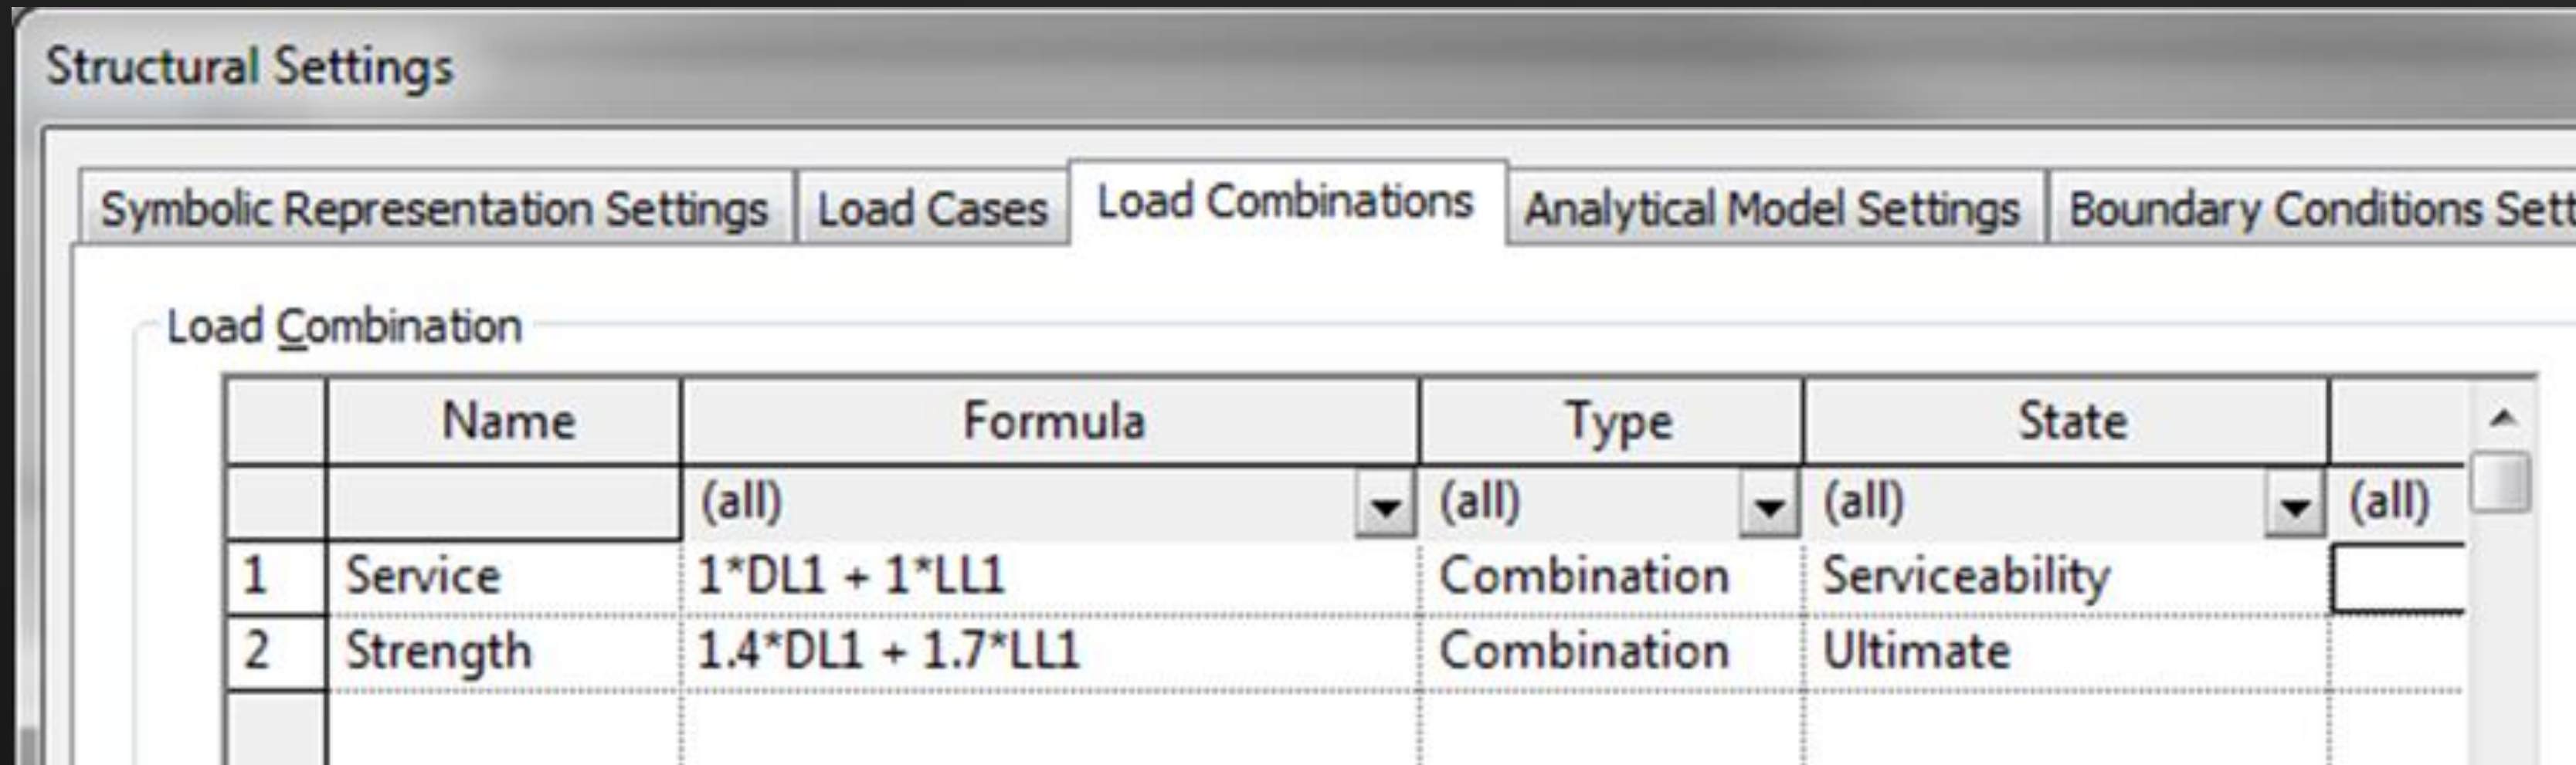 Structural Settings
Symbolic Representation Settings Load Cases Load Combinations Analytical Model Settings Boundary Conditions Sett
Load Combination
Name Formula Type State
(all) (all) (all) (all)
1 Service 1*DL1 + 1*LL1 Combination Serviceability
2 Strength 1.4*DL1 + 1.7*LL1 Combination Ultimate